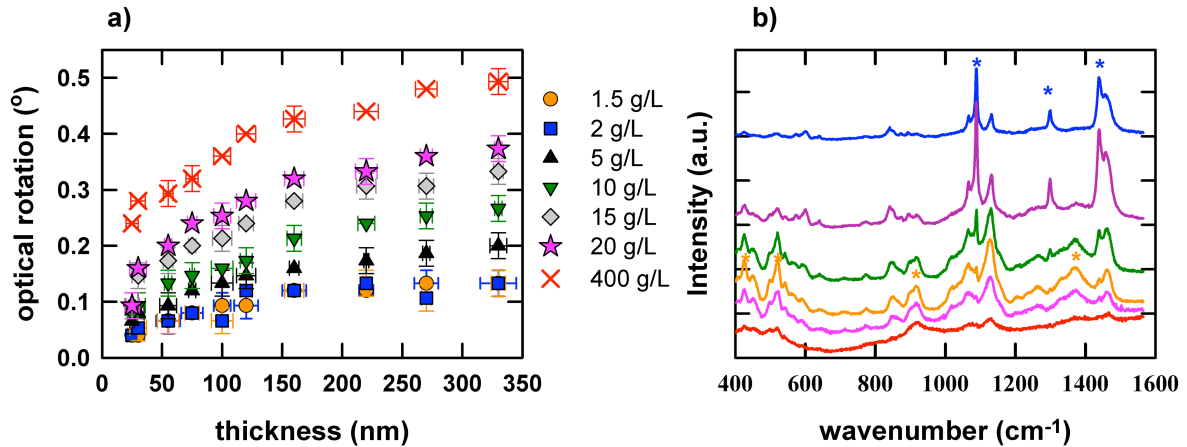 a)
optical rotation (°)
0.5
0.4
0.3
0.2
0.1
0.0
0 50 100 150 200 250 300 350
thickness (nm)
1.5 g/L
2 g/L
5 g/L
10 g/L
15 g/L
20 g/L
400 g/L
b)
Intensity (a.u.)
* * *
* * * *
400 600 800 1000 1200 1400 1600
wavenumber (cm-1)